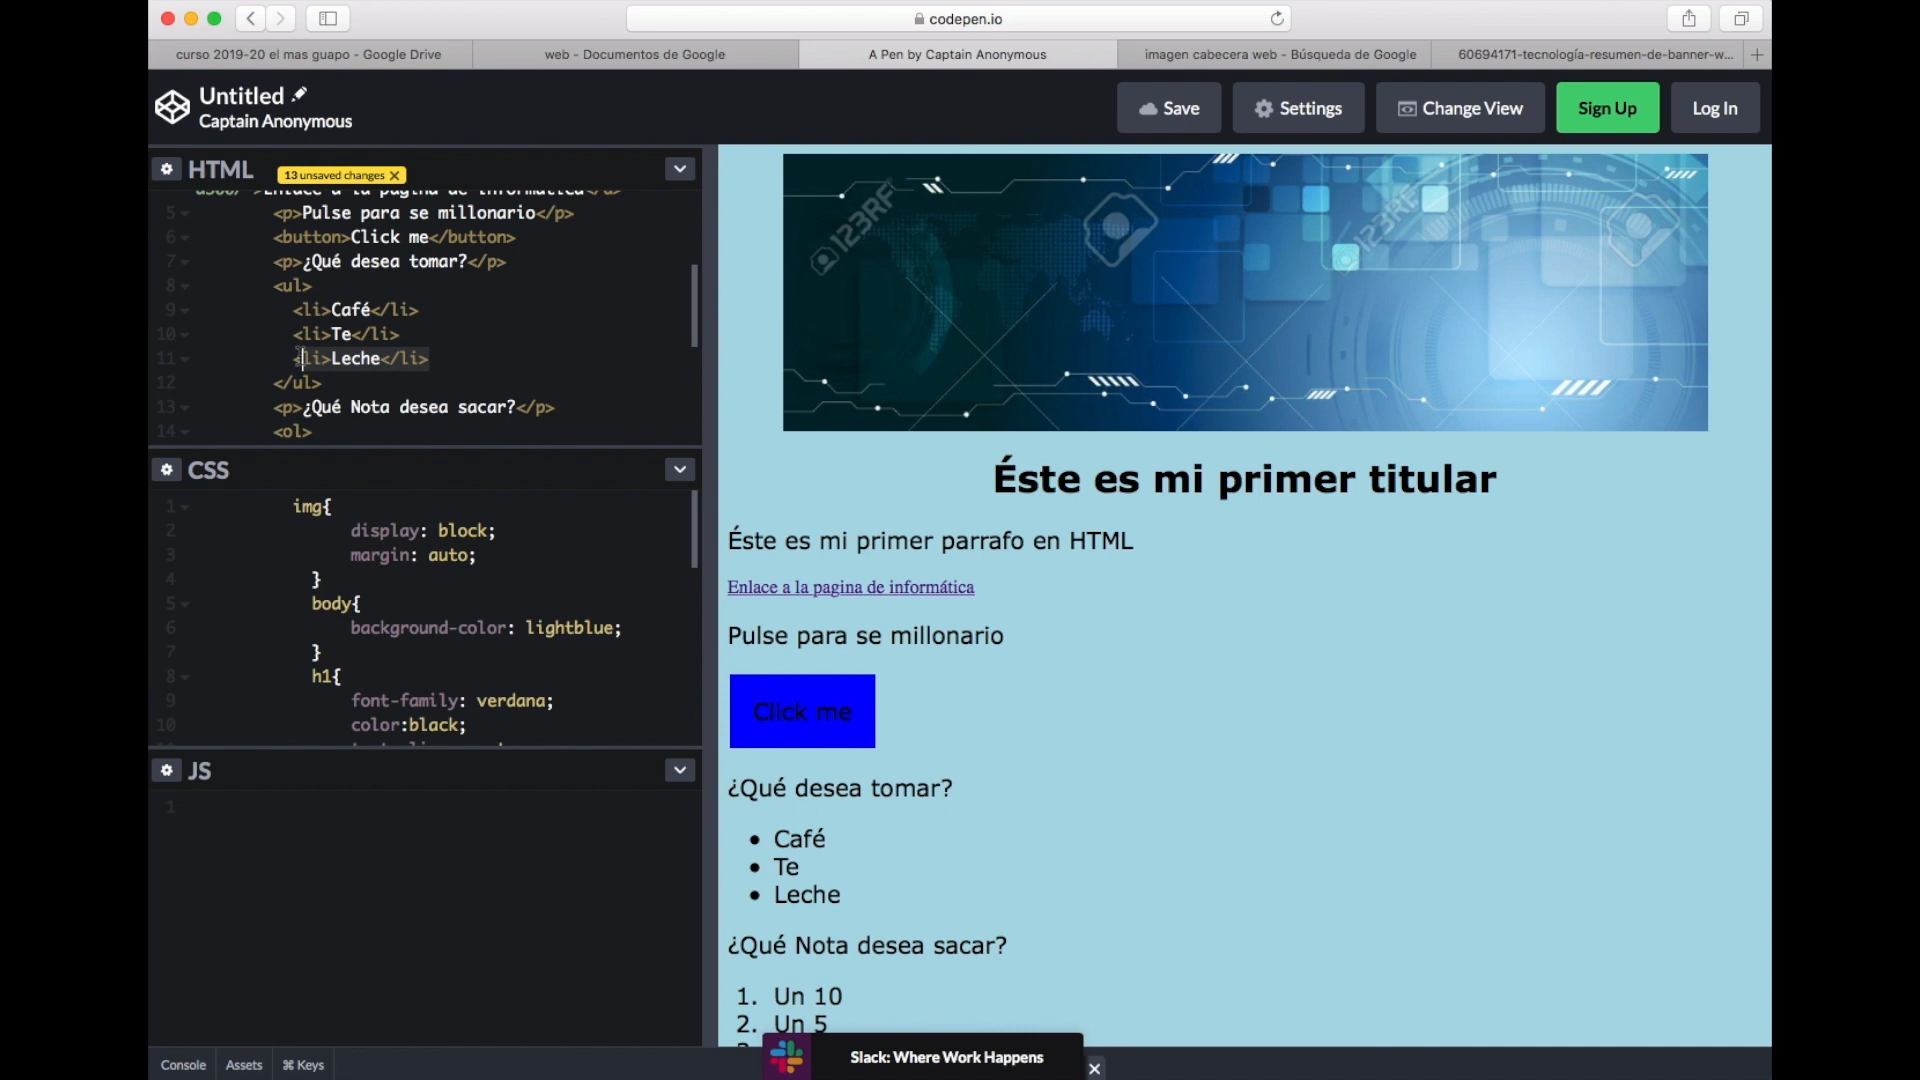 codepen.io
curso 2019-20 el mas guapo - Google Drive
web - Documentos de Google
A Pen by Captain Anonymous
imagen cabecera web - Búsqueda de Google
60694171-tecnología-resumen-de-banner-w...
Untitled
Captain Anonymous
Save
Settings
Change View
Sign Up
Log In
HTML
13 unsaved changes
">Enlace a la pagina de informática</a>
5 <p>Pulse para se millonario</p>
6 <button>Click me</button>
7 <p>¿Qué desea tomar?</p>
8 <ul>
9 <li>Café</li>
10 <li>Te</li>
11 <li>Leche</li>
12 </ul>
13 <p>¿Qué Nota desea sacar?</p>
14 <ol>
CSS
1 img{
2 display: block;
3 margin: auto;
4 }
5 body{
6 background-color: lightblue;
7 }
8 h1{
9 font-family: verdana;
10 color:black;
JS
1
Console
Assets
⌘ Keys
123RF
123RF
Éste es mi primer titular
Éste es mi primer parrafo en HTML
Enlace a la pagina de informática
Pulse para se millonario
Click me
¿Qué desea tomar?
• Café
• Te
• Leche
¿Qué Nota desea sacar?
1. Un 10
2. Un 5
Slack: Where Work Happens